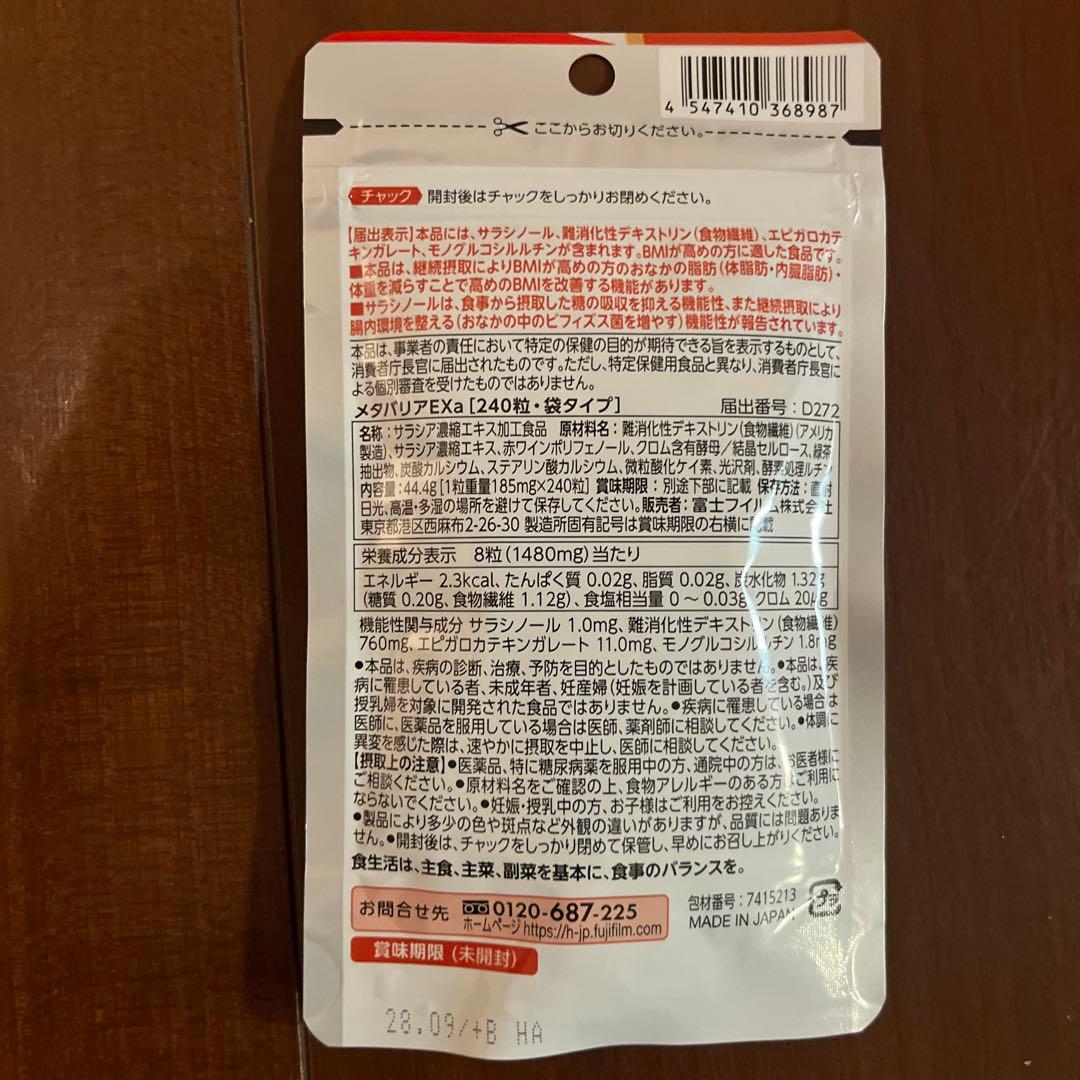 4 547410 368987
ここからお切りください。
チャック 開封後はチャックをしっかりお閉めください。
【届出表示】本品には、サラシノール、難消化性デキストリン(食物繊維)、エピガロカテ
キンガレート、モノグルコシルルチンが含まれます。BMIが高めの方に適した食品です。
■本品は、継続摂取によりBMIが高めの方のおなかの脂肪(体脂肪・内臓脂肪)・
体重を減らすことで高めのBMIを改善する機能があります。
■サラシノールは、食事から摂取した糖の吸収を抑える機能性、また継続摂取により
腸内環境を整える(おなかの中のビフィズス菌を増やす)機能性が報告されています。
本品は、事業者の責任において特定の保健の目的が期待できる旨を表示するものとして、
消費者庁長官に届出されたものです。ただし、特定保健用食品と異なり、消費者庁長官に
よる個別審査を受けたものではありません。
メタバリアEXa [240粒・袋タイプ] 届出番号:D272
名称:サラシア濃縮エキス加工食品 原材料名:難消化性デキストリン(食物繊維)(アメリカ
製造)、サラシア濃縮エキス、赤ワインポリフェノール、クロム含有酵母/結晶セルロース、緑茶
抽出物、炭酸カルシウム、ステアリン酸カルシウム、微粒酸化ケイ素、光沢剤、酵素処理ルチン
内容量:44.4g[1粒重量185mg×240粒] 賞味期限:別途下部に記載 保存方法:直射
日光、高温・多湿の場所を避けて保存してください。販売者:富士フイルム株式会社
東京都港区西麻布2-26-30 製造所固有記号は賞味期限の右横に記載
栄養成分表示 8粒(1480mg)当たり
エネルギー 2.3kcal、たんぱく質 0.02g、脂質 0.02g、炭水化物 1.32g
(糖質 0.20g、食物繊維 1.12g)、食塩相当量 0～0.03g、クロム 20μg
機能性関与成分 サラシノール 1.0mg、難消化性デキストリン(食物繊維)
760mg、エピガロカテキンガレート 11.0mg、モノグルコシルルチン 1.8mg
●本品は、疾病の診断、治療、予防を目的としたものではありません。●本品は、疾
病に罹患している者、未成年者、妊産婦(妊娠を計画している者を含む。)及び
授乳婦を対象に開発された食品ではありません。●疾病に罹患している場合は
医師に、医薬品を服用している場合は医師、薬剤師に相談してください。●体調に
異変を感じた際は、速やかに摂取を中止し、医師に相談してください。
【摂取上の注意】●医薬品、特に糖尿病薬を服用中の方、通院中の方は、お医者様に
ご相談ください。●原材料名をご確認の上、食物アレルギーのある方はご利用に
ならないでください。●妊娠・授乳中の方、お子様はご利用をお控えください。
●製品により多少の色や斑点など外観の違いがありますが、品質には問題ありま
せん。●開封後は、チャックをしっかり閉めて保管し、早めにお召し上がりください。
食生活は、主食、主菜、副菜を基本に、食事のバランスを。
お問合せ先 0120-687-225
ホームページ https://h-jp.fujifilm.com
包材番号:7415213
MADE IN JAPAN
プラ
賞味期限(未開封)
28.09/+B HA